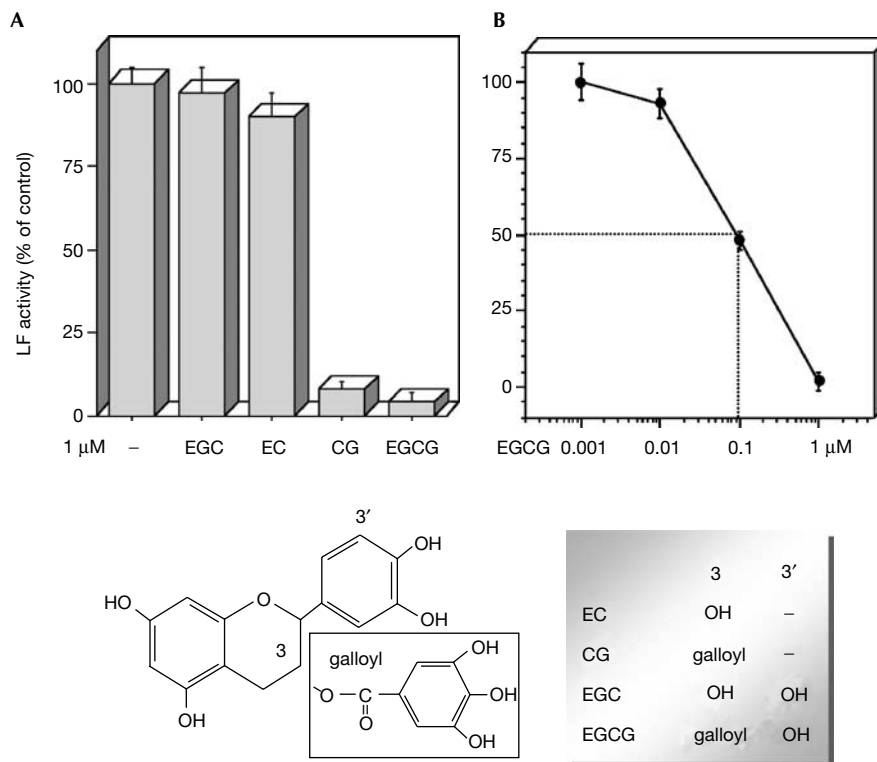 A
LF activity (% of control)
100
75
50
25
0
1 μM – EGC EC CG EGCG
B
100
75
50
25
0
EGCG 0.001 0.01 0.1 1 μM
3′
OH
OH
HO
O
3
OH
galloyl
O C
O
OH
OH
OH
3 3′
EC OH –
CG galloyl –
EGC OH OH
EGCG galloyl OH